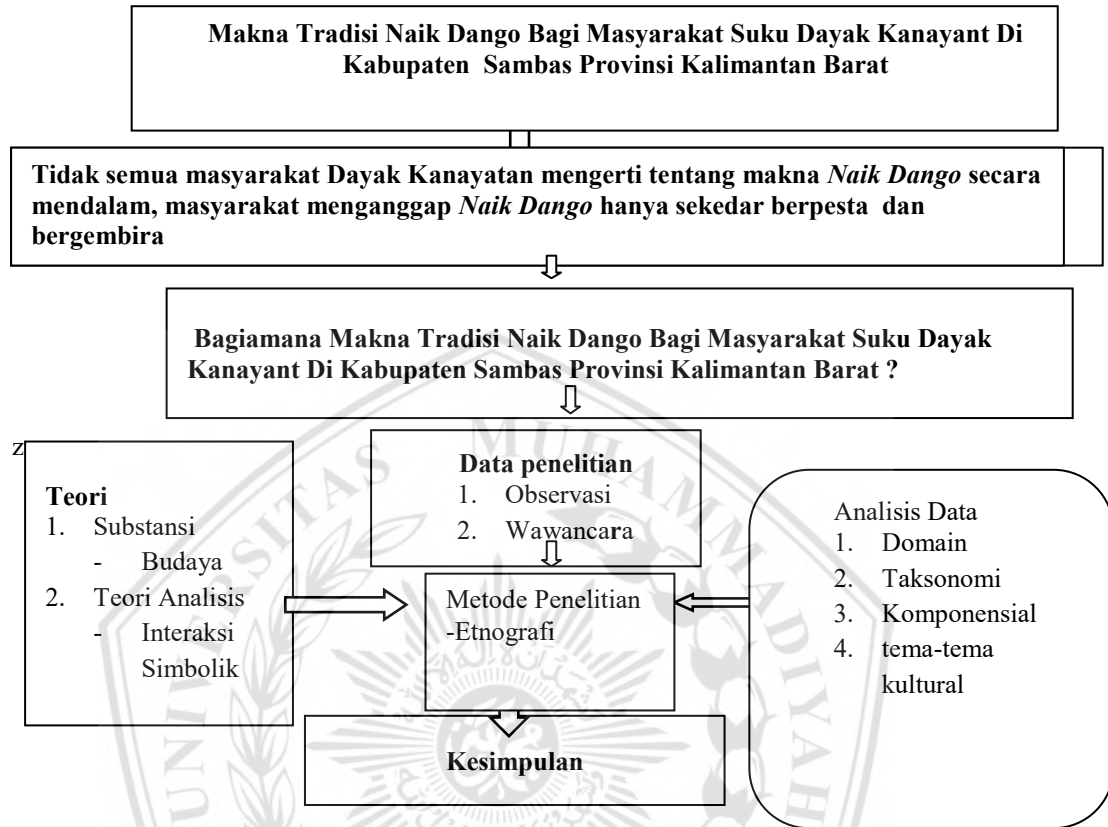 Makna Tradisi Naik Dango Bagi Masyarakat Suku Dayak Kanayant Di
Kabupaten Sambas Provinsi Kalimantan Barat
Tidak semua masyarakat Dayak Kanayatan mengerti tentang makna Naik Dango secara
mendalam, masyarakat menganggap Naik Dango hanya sekedar berpesta dan
bergembira
Bagiamana Makna Tradisi Naik Dango Bagi Masyarakat Suku Dayak
Kanayant Di Kabupaten Sambas Provinsi Kalimantan Barat ?
z
Teori
1. Substansi
- Budaya
2. Teori Analisis
- Interaksi
Simbolik
Data penelitian
1. Observasi
2. Wawancara
Metode Penelitian
-Etnografi
Analisis Data
1. Domain
2. Taksonomi
3. Komponensial
4. tema-tema
kultural
Kesimpulan
UNIVERSITAS MUHAMMADIYAH